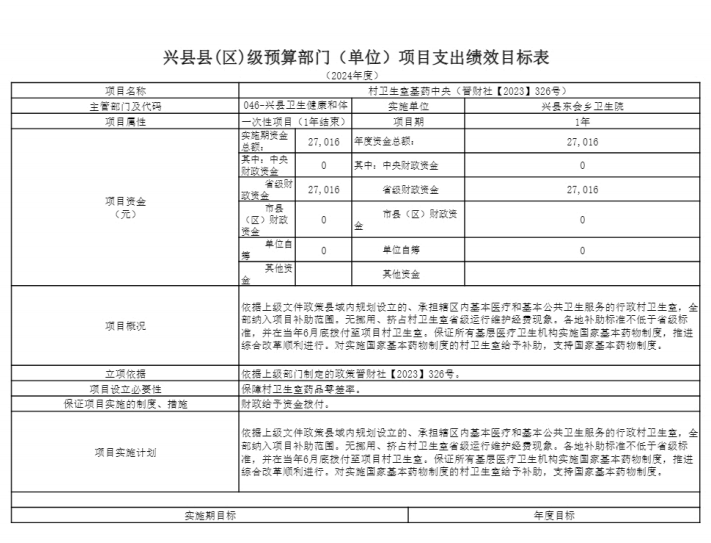 兴县县(区)级预算部门（单位）项目支出绩效目标表
（2024年度）
项目名称 村卫生室基药中央（晋财社【2023】326号）
主管部门及代码 046-兴县卫生健康和体 实施单位 兴县东会乡卫生院
项目属性 一次性项目（1年结束） 项目期 1年
项目资金
（元）
实施期资金
总额: 27,016 年度资金总额: 27,016
其中: 中央
财政资金 0 其中: 中央财政资金 0
省级财
政资金 27,016 省级财政资金 27,016
市县
（区）财政
资金 0 市县（区）财政资
金 0
单位自
筹 0 单位自筹 0
其他资
金 其他资金
项目概况
依据上级文件政策县域内规划设立的、承担辖区内基本医疗和基本公共卫生服务的行政村卫生室，全
部纳入项目补助范围。无挪用、挤占村卫生室省级运行维护经费现象。各地补助标准不低于省级标
准，并在当年6月底拨付至项目村卫生室。保证所有基层医疗卫生机构实施国家基本药物制度，推进
综合改革顺利进行。对实施国家基本药物制度的村卫生室给予补助，支持国家基本药物制度。
立项依据 依据上级部门制定的政策晋财社【2023】326号。
项目设立必要性 保障村卫生室药品零差率。
保证项目实施的制度、措施 财政给予资金拨付。
项目实施计划
依据上级文件政策县域内规划设立的、承担辖区内基本医疗和基本公共卫生服务的行政村卫生室，全
部纳入项目补助范围。无挪用、挤占村卫生室省级运行维护经费现象。各地补助标准不低于省级标
准，并在当年6月底拨付至项目村卫生室。保证所有基层医疗卫生机构实施国家基本药物制度，推进
综合改革顺利进行。对实施国家基本药物制度的村卫生室给予补助，支持国家基本药物制度。
实施期目标 年度目标